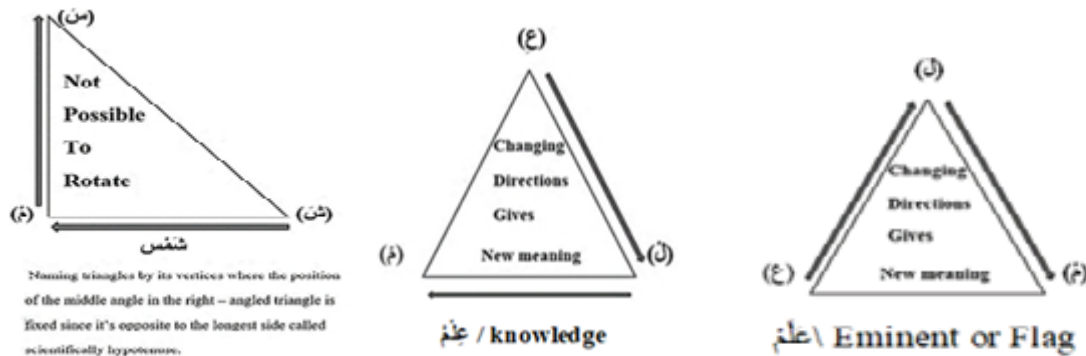 (سَ)
Not
Possible
To
Rotate
(مْ)
(شَ)
شَمْس
Naming triangles by its vertices where the position
of the middle angle in the right – angled triangle is
fixed since it's opposite to the longest side called
scientifically hypotenuse.
(عِ)
Changing
Directions
Gives
New meaning
(مْ)
(لْ)
عِلْمْ / knowledge
(لَ)
Changing
Directions
Gives
New meaning
(عَ)
(مْ)
عَلَمْ \ Eminent or Flag